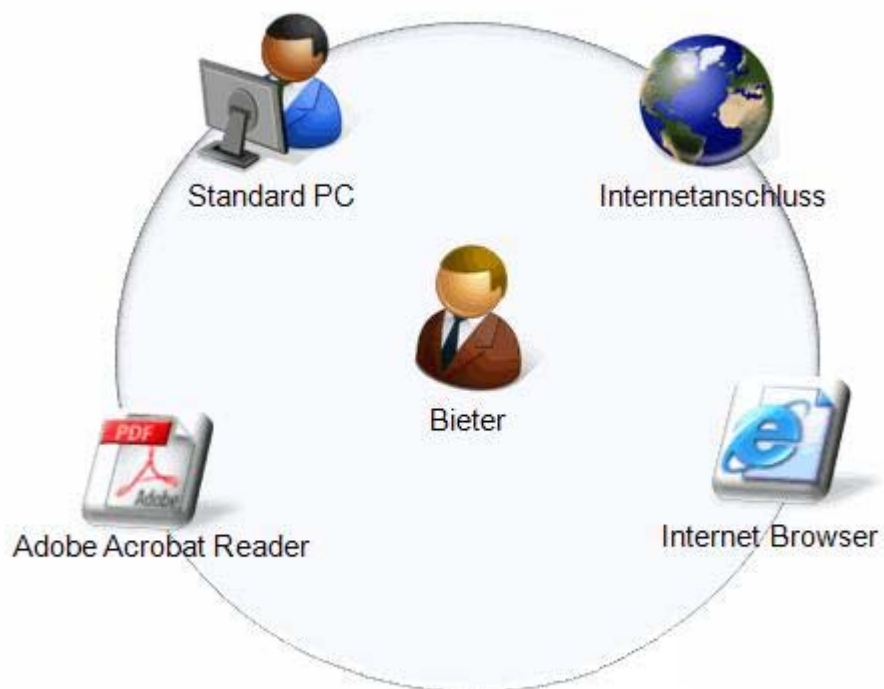 Standard PC
Internetanschluss
Bieter
PDF
Adobe
Adobe Acrobat Reader
Internet Browser